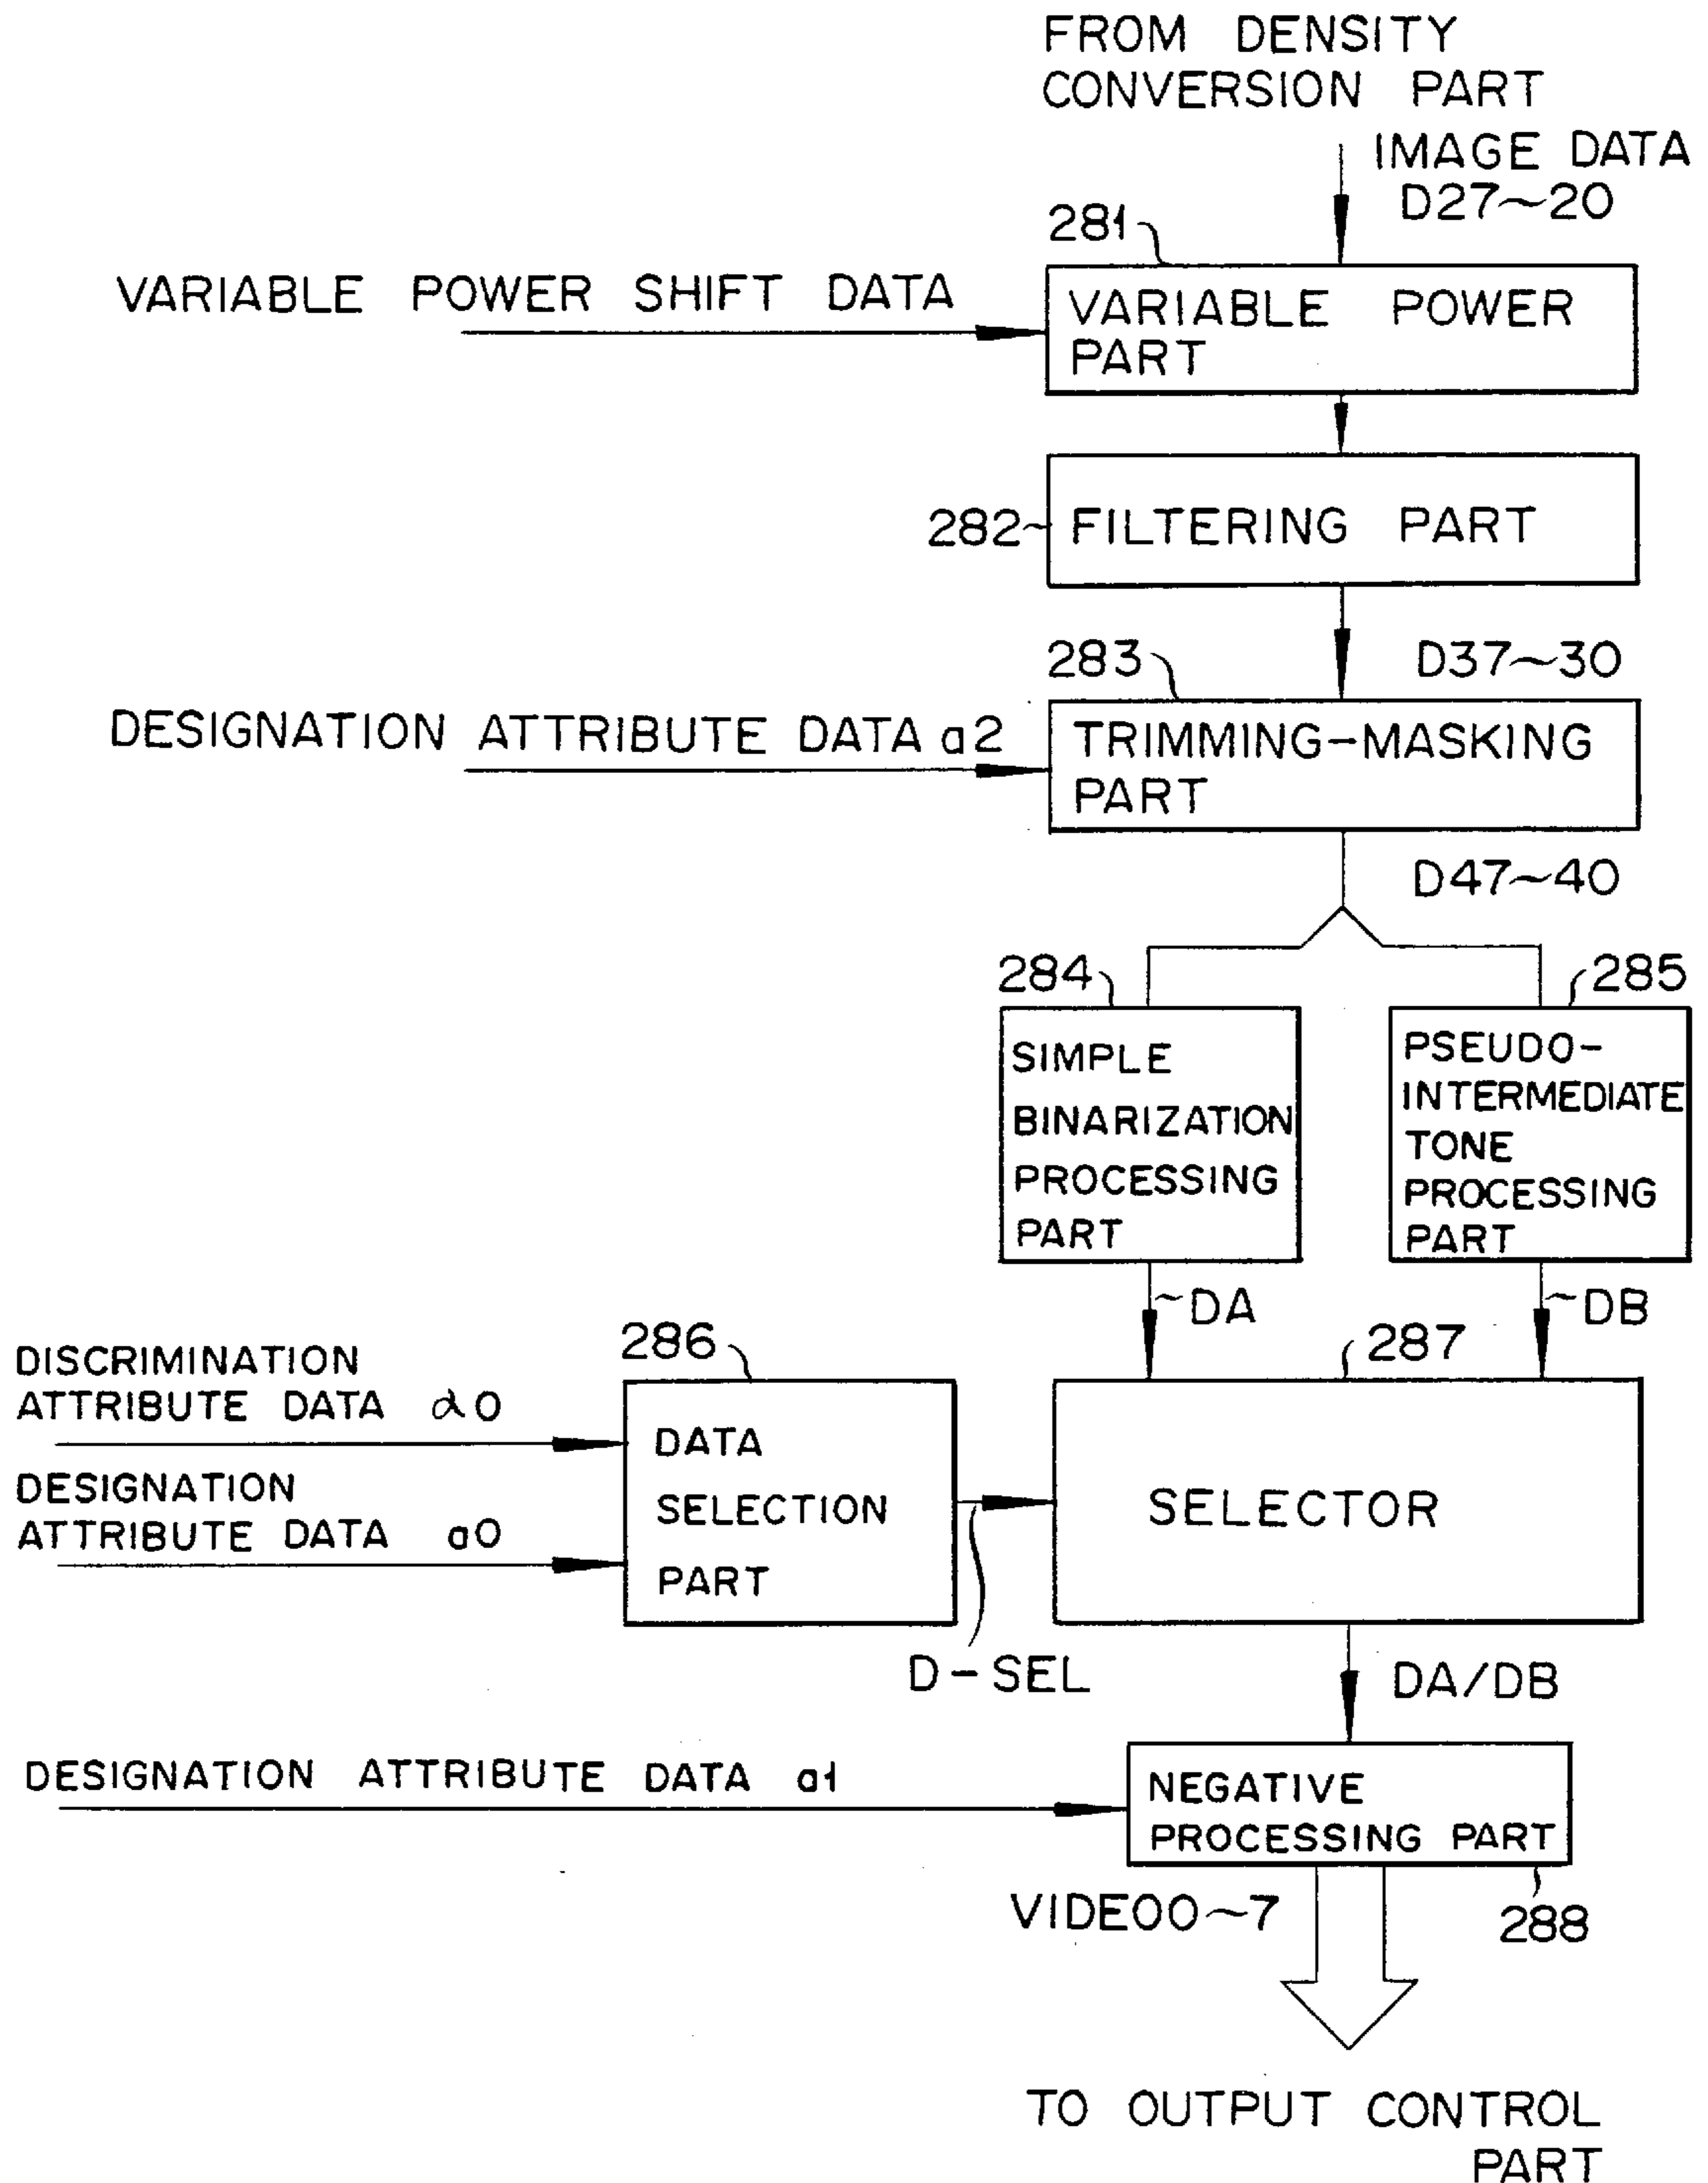 FROM DENSITY
CONVERSION PART
IMAGE DATA
D27~20
281
VARIABLE POWER SHIFT DATA
VARIABLE POWER
PART
282
FILTERING PART
283
D37~30
DESIGNATION ATTRIBUTE DATA a2
TRIMMING-MASKING
PART
D47~40
284
285
SIMPLE
BINARIZATION
PROCESSING
PART
PSEUDO-
INTERMEDIATE
TONE
PROCESSING
PART
DA
DB
286
287
DISCRIMINATION
ATTRIBUTE DATA α0
DESIGNATION
ATTRIBUTE DATA a0
DATA
SELECTION
PART
SELECTOR
D-SEL
DA/DB
DESIGNATION ATTRIBUTE DATA a1
NEGATIVE
PROCESSING PART
VIDEO0~7
288
TO OUTPUT CONTROL
PART